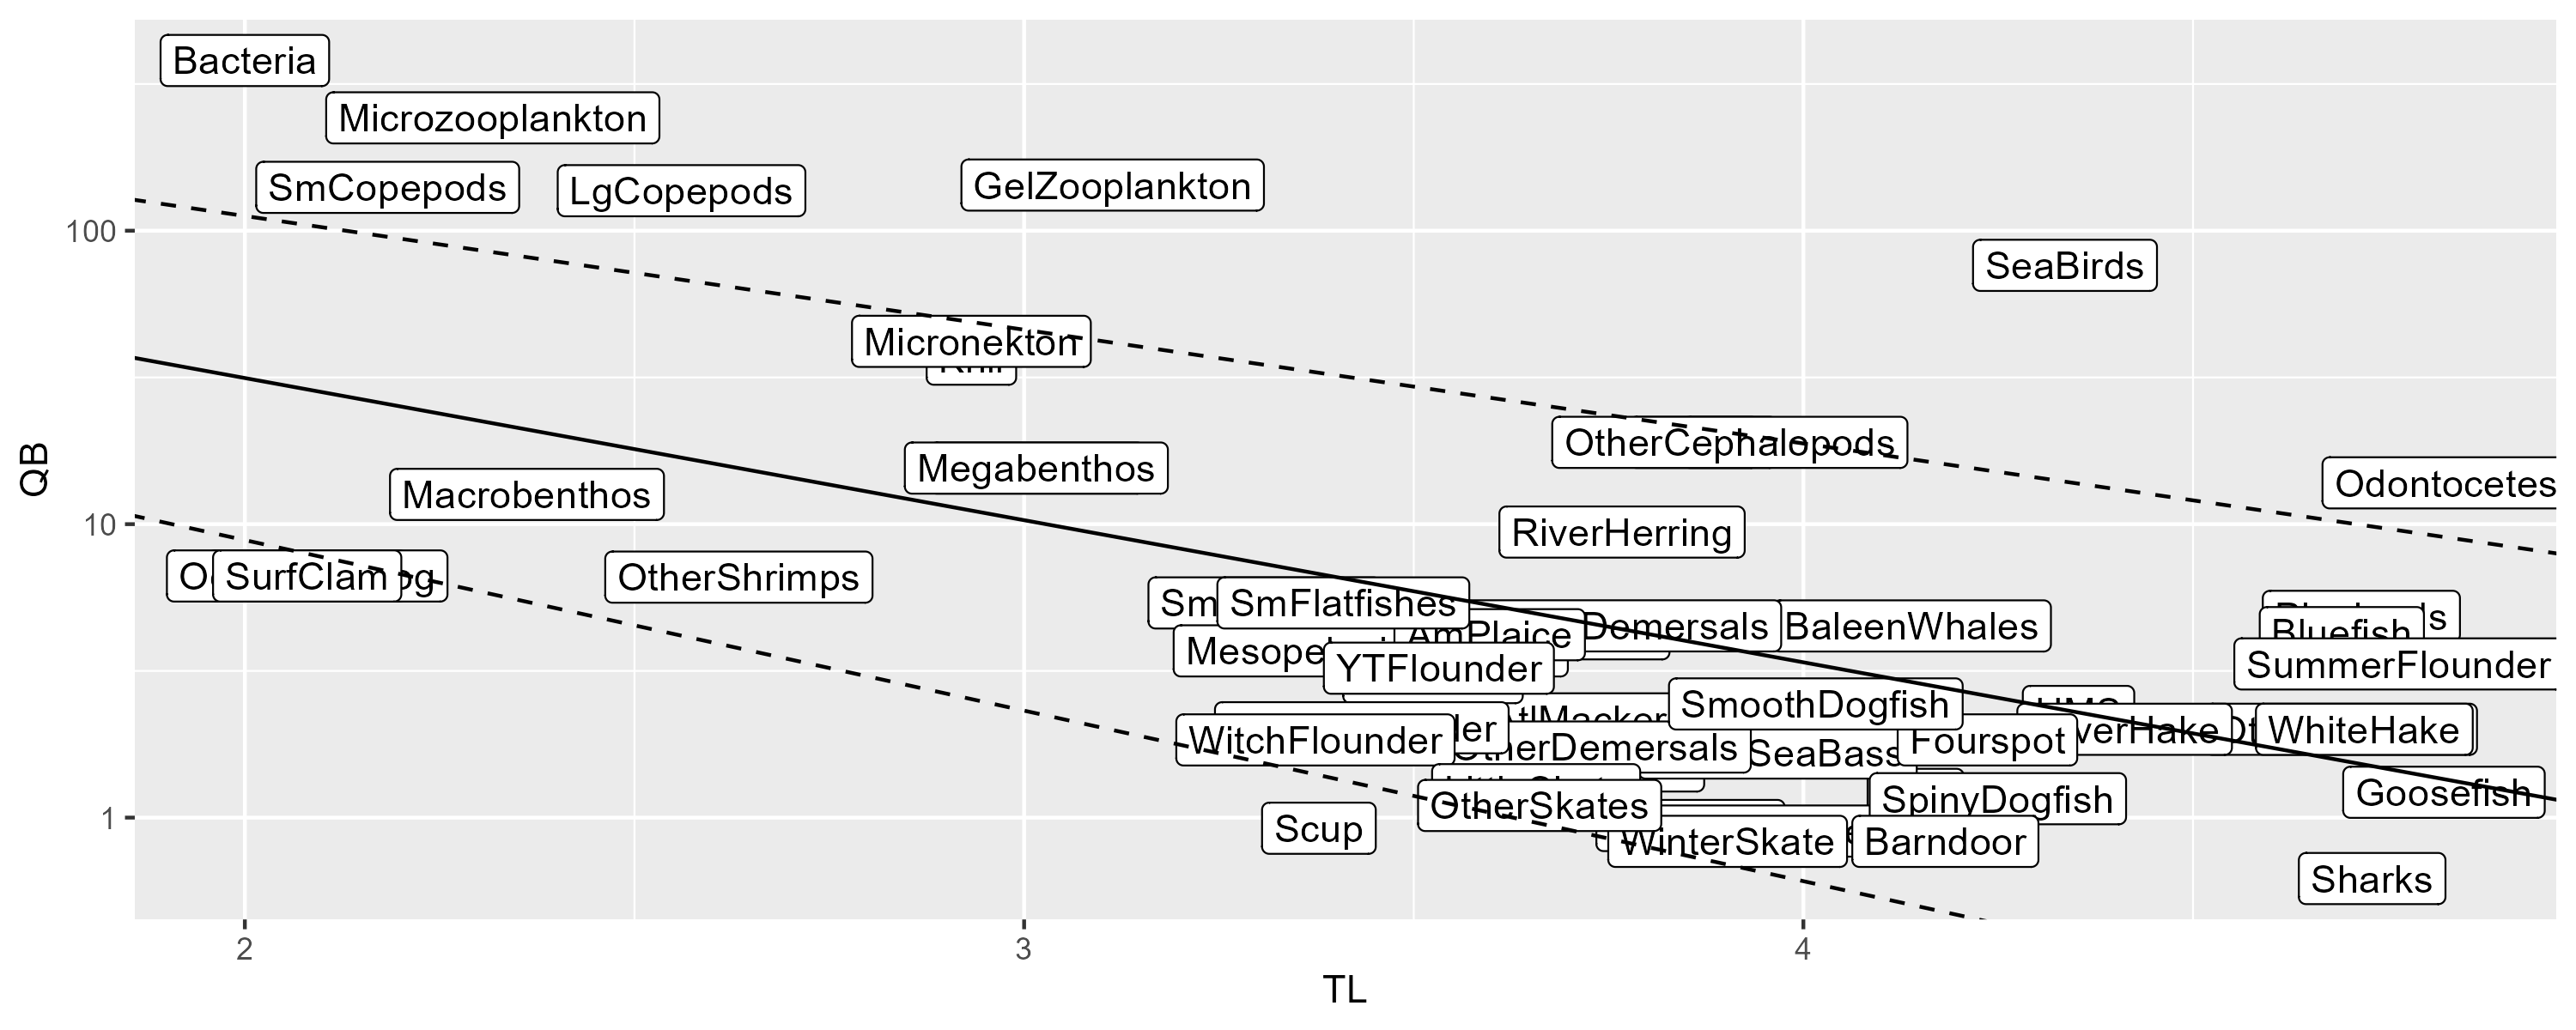 Bacteria
Microzooplankton
SmCopepods
LgCopepods
GelZooplankton
100
SeaBirds
Micronekton
OtherCephalopods
Megabenthos
Odontocetes
Macrobenthos
QB
10
RiverHerring
SurfClam
OtherShrimps
SmFlatfishes
AmPlaice
Demersals
BaleenWhales
Bluefish
YTFlounder
SummerFlounder
SmoothDogfish
WitchFlounder
OtherDemersals
SeaBass
Fourspot
WhiteHake
OtherSkates
SpinyDogfish
Goosefish
1
Scup
WinterSkate
Barndoor
Sharks
2
3
4
TL